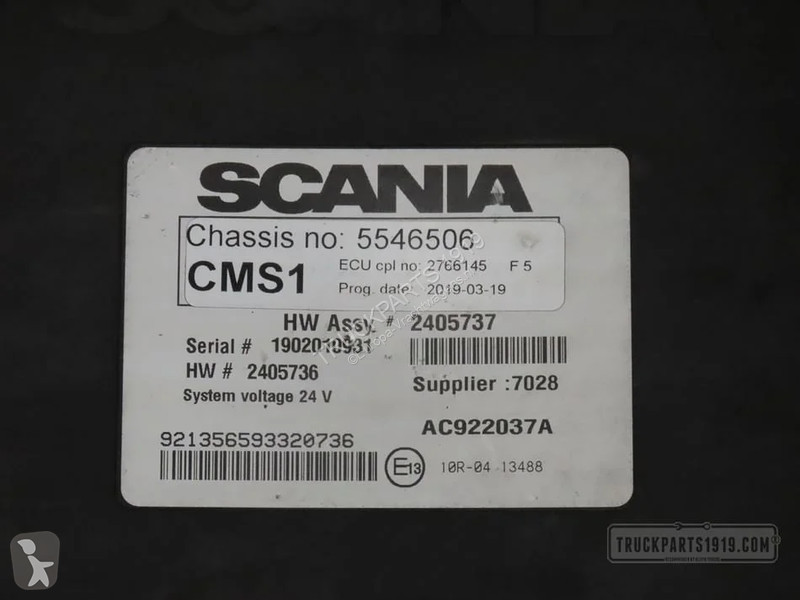 SCANIA
Chassis no: 5546506
CMS1
ECU cpl no: 2766145 F 5
Prog. date: 2019-03-19
HW Assy. # 2405737
Serial # 1902010931
HW # 2405736
Supplier :7028
System voltage 24 V
AC922037A
921356593320736
E13 10R-04 13488
TRUCKPARTS1919.COM